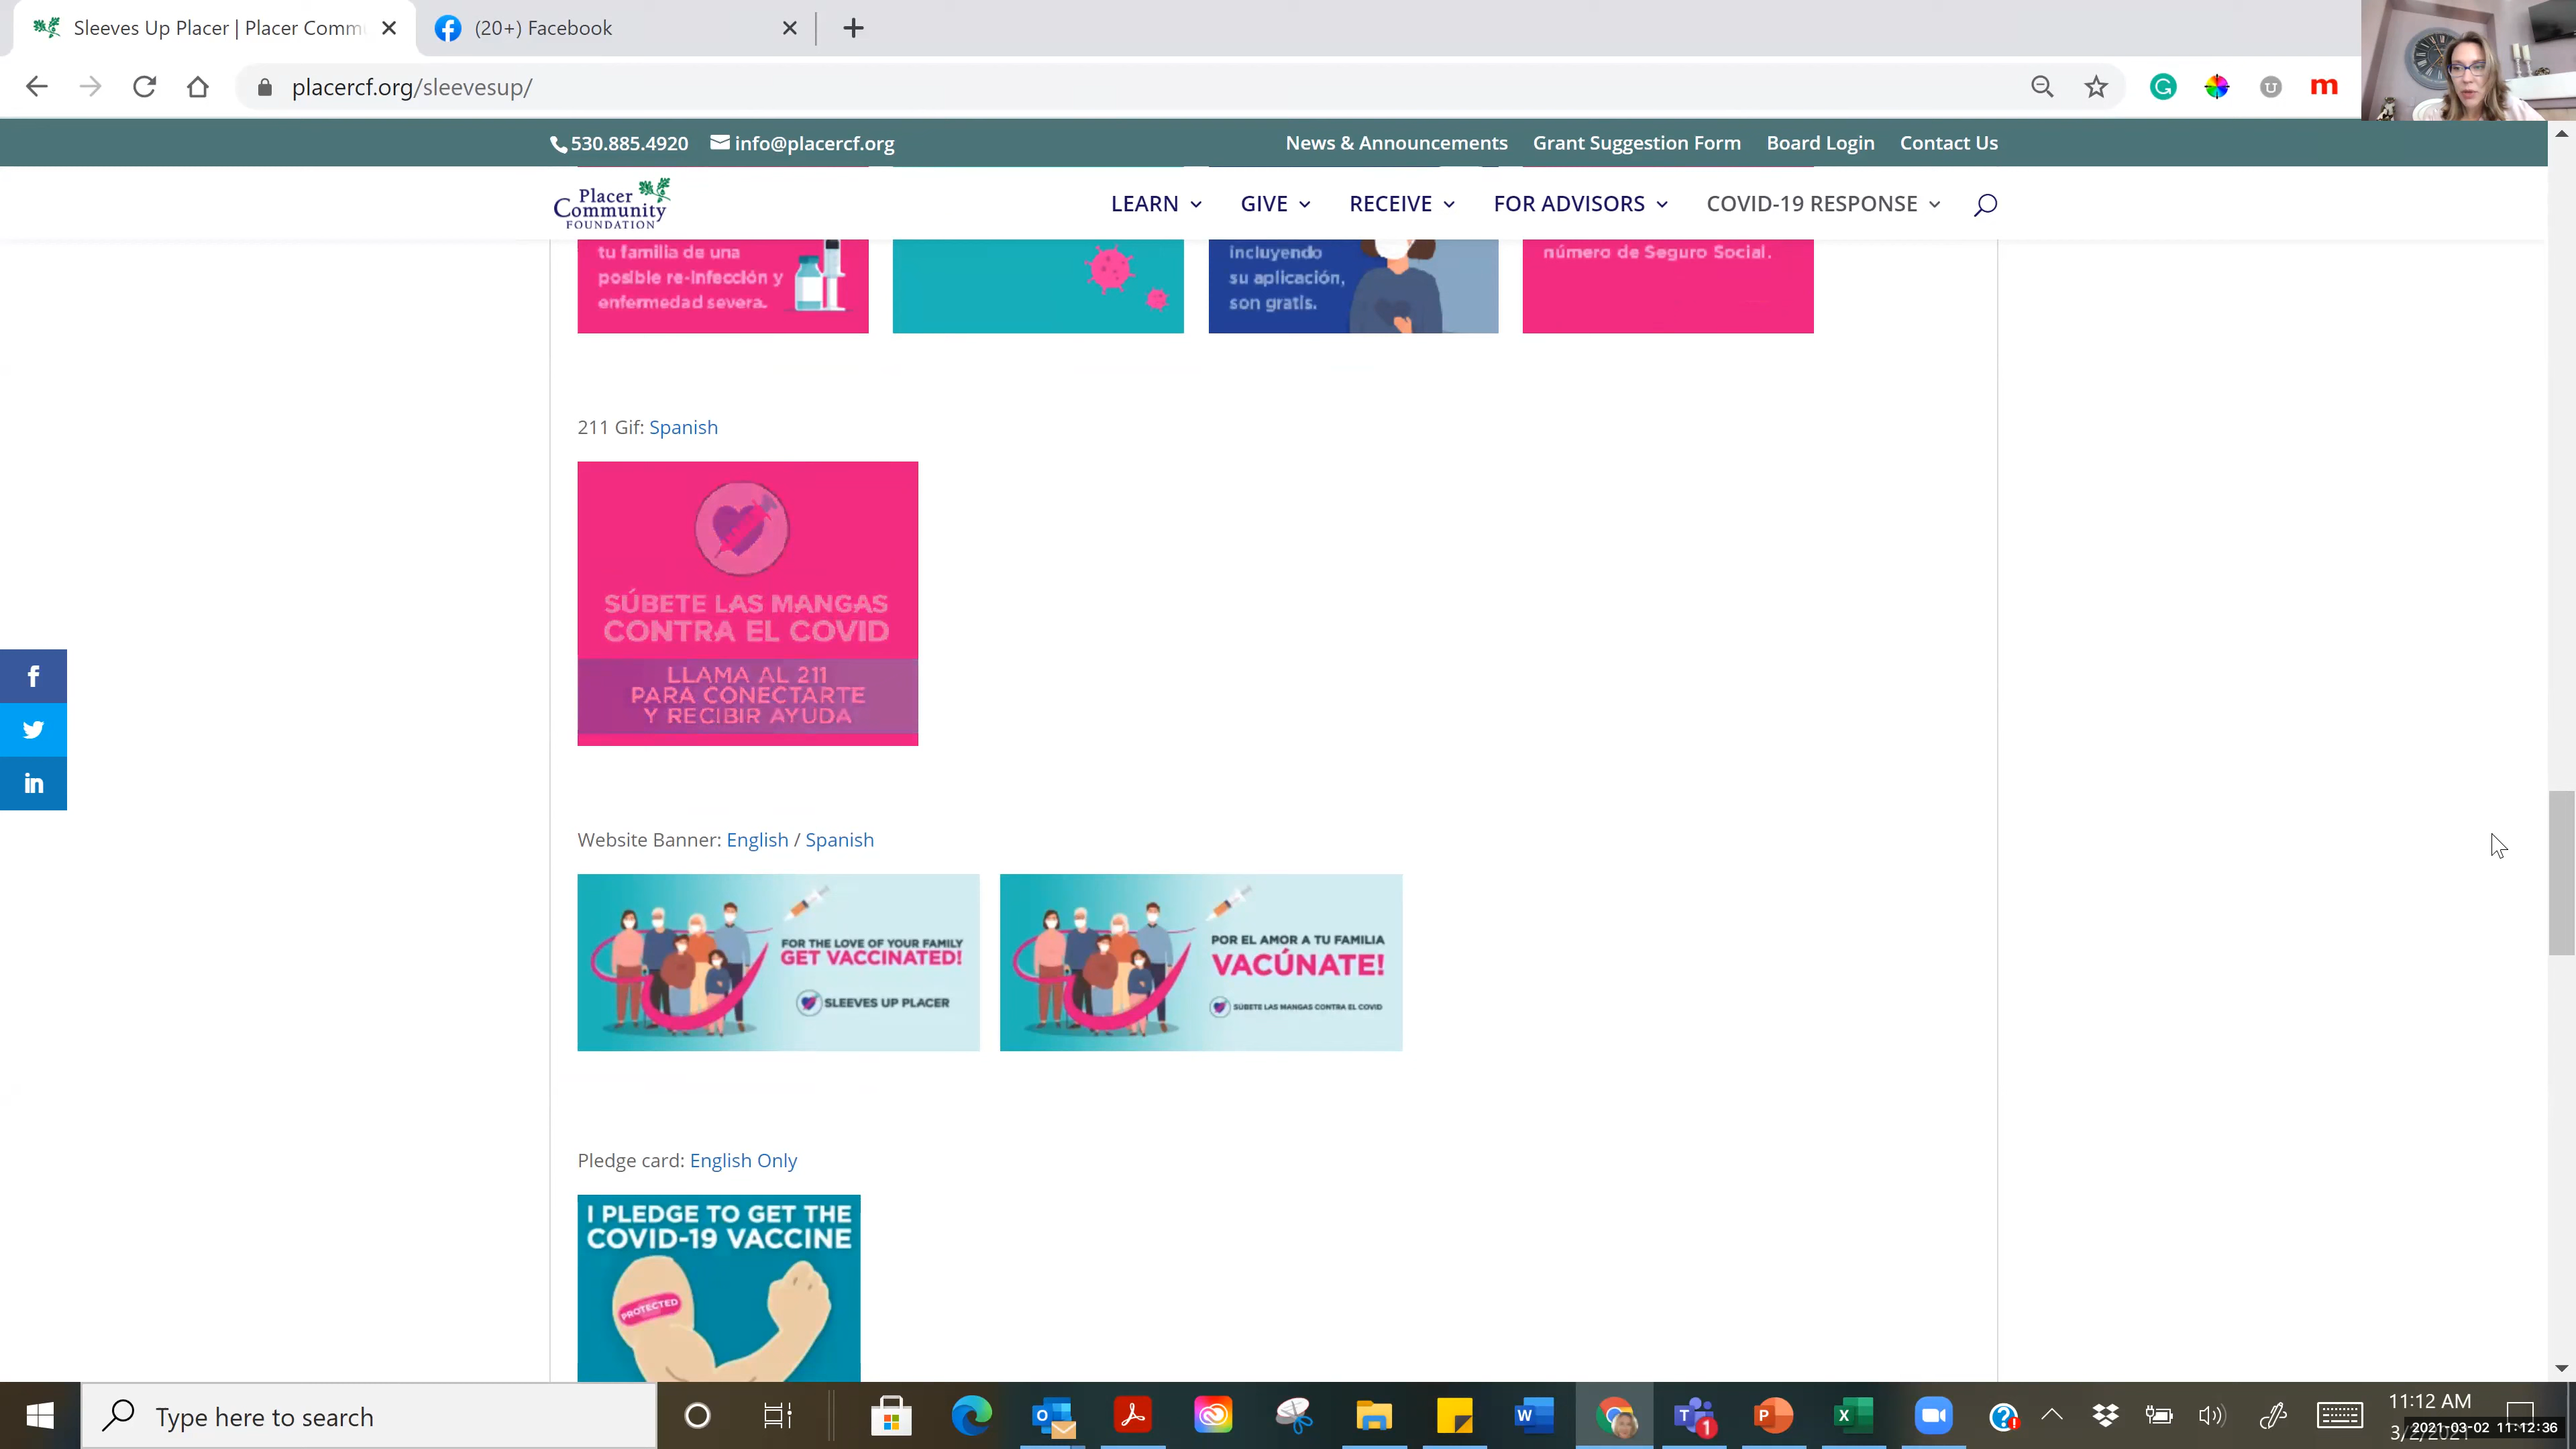 Sleeves Up Placer | Placer Comm
(20+) Facebook
placercf.org/sleevesup/
530.885.4920
info@placercf.org
News & Announcements
Grant Suggestion Form
Board Login
Contact Us
Placer
Community
FOUNDATION
LEARN
GIVE
RECEIVE
FOR ADVISORS
COVID-19 RESPONSE
tu familia de una
posible re-infección y
enfermedad severa.
incluyendo
su aplicación,
son gratis.
número de Seguro Social.
211 Gif: Spanish
SÚBETE LAS MANGAS
CONTRA EL COVID
LLAMA AL 211
PARA CONECTARTE
Y RECIBIR AYUDA
Website Banner: English / Spanish
FOR THE LOVE OF YOUR FAMILY
GET VACCINATED!
SLEEVES UP PLACER
POR EL AMOR A TU FAMILIA
VACÚNATE!
SÚBETE LAS MANGAS CONTRA EL COVID
Pledge card: English Only
I PLEDGE TO GET THE
COVID-19 VACCINE
PROTECTED
Type here to search
11:12 AM
2021-03-02 11:12:36